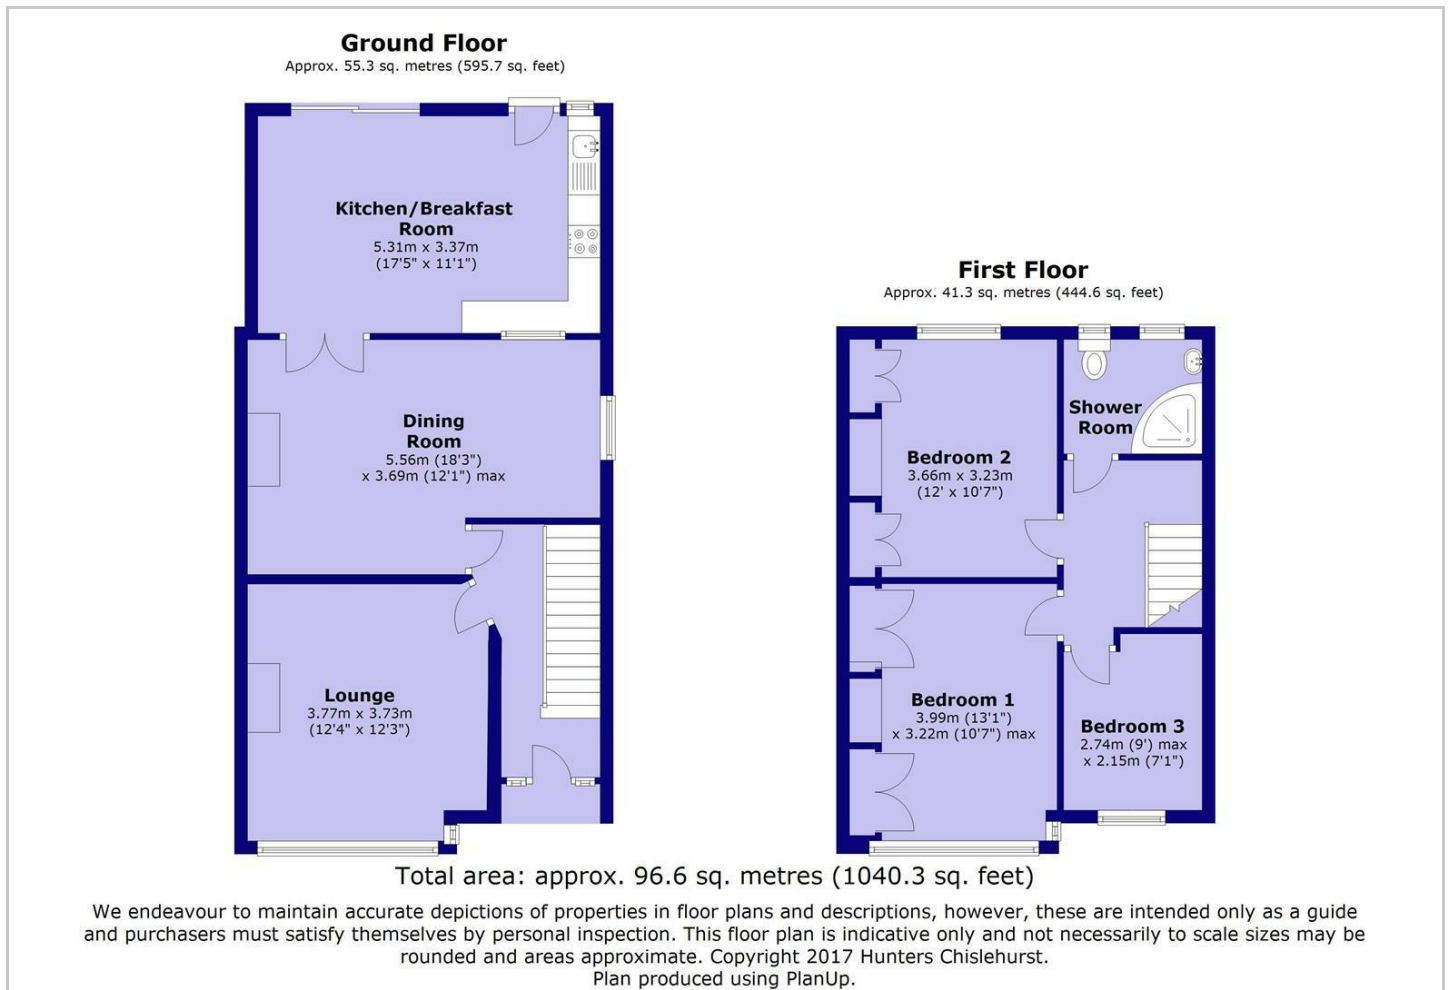 Ground Floor
Approx. 55.3 sq. metres (595.7 sq. feet)
Kitchen/Breakfast
Room
5.31m x 3.37m
(17'5" x 11'1")
Dining
Room
5.56m (18'3")
x 3.69m (12'1") max
Lounge
3.77m x 3.73m
(12'4" x 12'3")
First Floor
Approx. 41.3 sq. metres (444.6 sq. feet)
Shower
Room
Bedroom 2
3.66m x 3.23m
(12' x 10'7")
Bedroom 1
3.99m (13'1")
x 3.22m (10'7") max
Bedroom 3
2.74m (9') max
x 2.15m (7'1")
Total area: approx. 96.6 sq. metres (1040.3 sq. feet)
We endeavour to maintain accurate depictions of properties in floor plans and descriptions, however, these are intended only as a guide
and purchasers must satisfy themselves by personal inspection. This floor plan is indicative only and not necessarily to scale sizes may be
rounded and areas approximate. Copyright 2017 Hunters Chislehurst.
Plan produced using PlanUp.